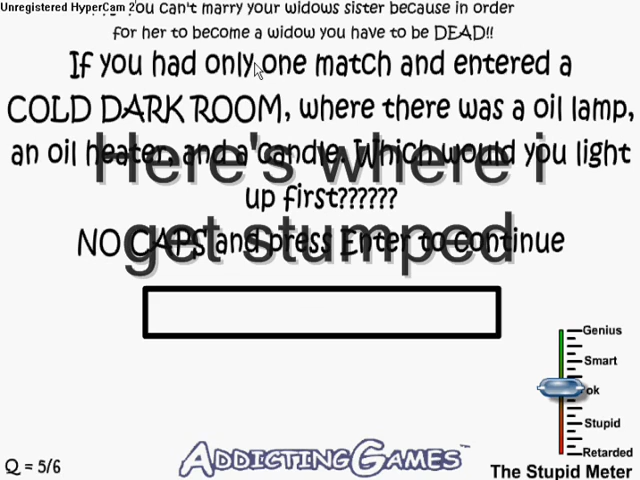 Unregistered HyperCam 2
you can't marry your widows sister because in order
for her to become a widow you have to be DEAD!!
If you had only one match and entered a
COLD DARK ROOM, where there was a oil lamp,
an oil heater, and a candle. Which would you light
up first??????
NO CAPS and press Enter to continue
Here's where i
get stumped
Genius
Smart
ok
Stupid
Retarded
The Stupid Meter
Q = 5/6
ADDICTINGGAMES™